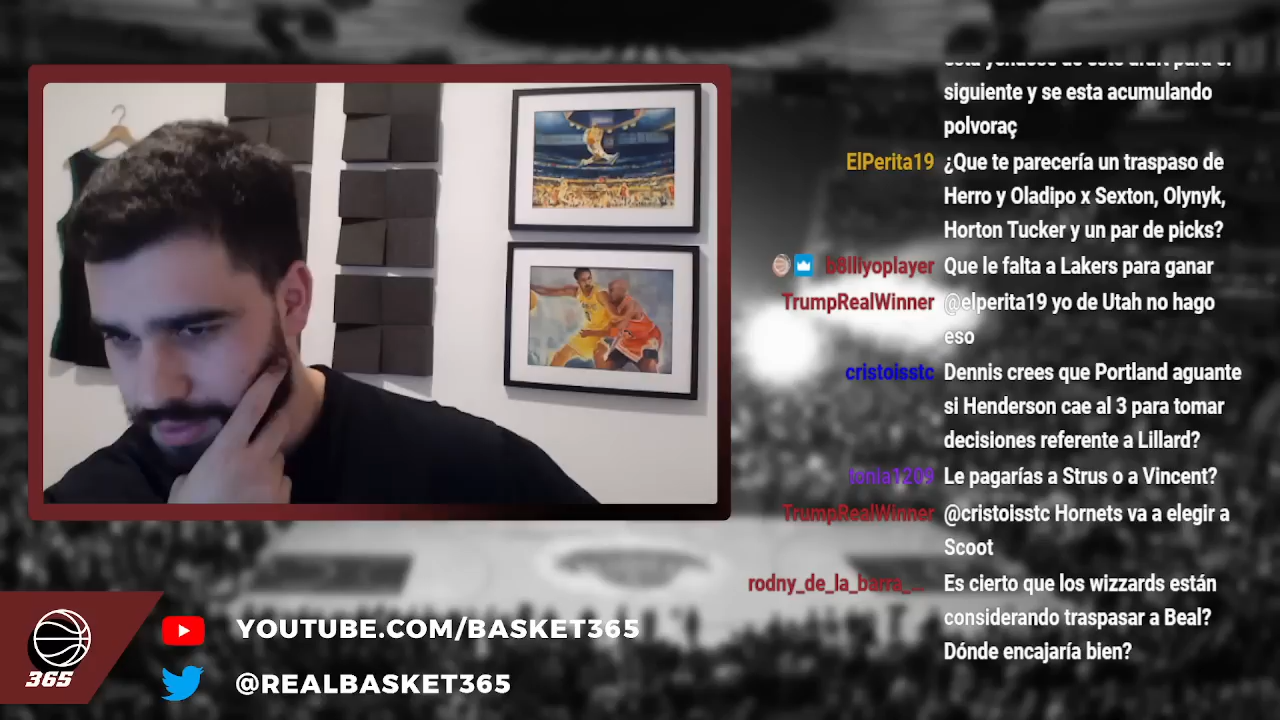 siguiente y se esta acumulando
polvoraç
ElPerita19 ¿Que te parecería un traspaso de
Herro y Oladipo x Sexton, Olynyk,
Horton Tucker y un par de picks?
b8lliyoplayer Que le falta a Lakers para ganar
TrumpRealWinner @elperita19 yo de Utah no hago
eso
cristoisstc Dennis crees que Portland aguante
si Henderson cae al 3 para tomar
decisiones referente a Lillard?
tonia1209 Le pagarías a Strus o a Vincent?
TrumpRealWinner @cristoisstc Hornets va a elegir a
Scoot
rodny_de_la_barra_... Es cierto que los wizzards están
considerando traspasar a Beal?
Dónde encajaría bien?
365
YOUTUBE.COM/BASKET365
@REALBASKET365